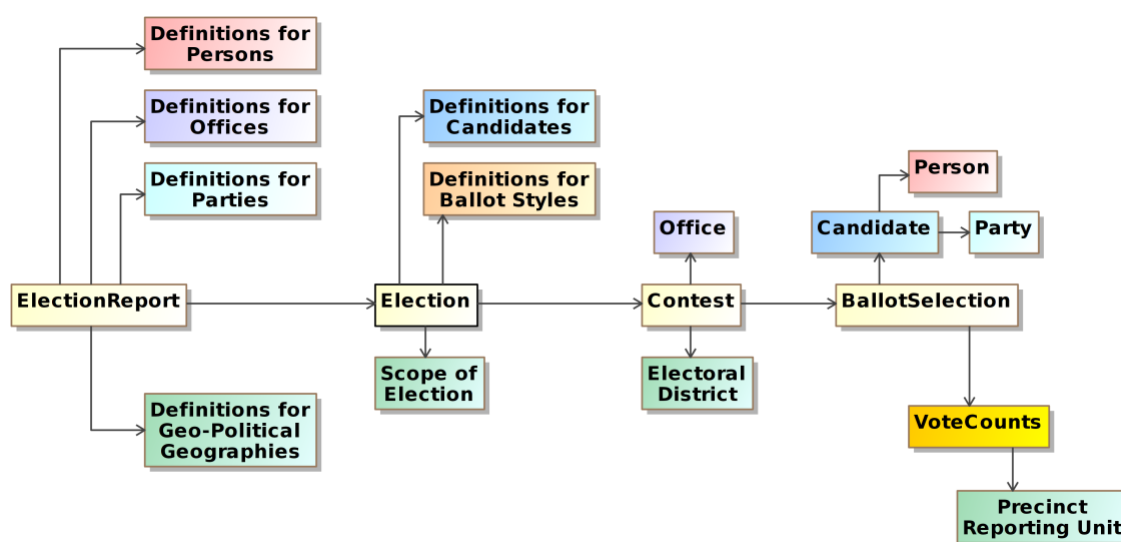 Definitions for
Persons
Definitions for
Offices
Definitions for
Parties
ElectionReport
Definitions for
Geo-Political
Geographies
Definitions for
Candidates
Definitions for
Ballot Styles
Election
Scope of
Election
Office
Contest
Electoral
District
Person
Candidate
Party
BallotSelection
VoteCounts
Precinct
Reporting Unit